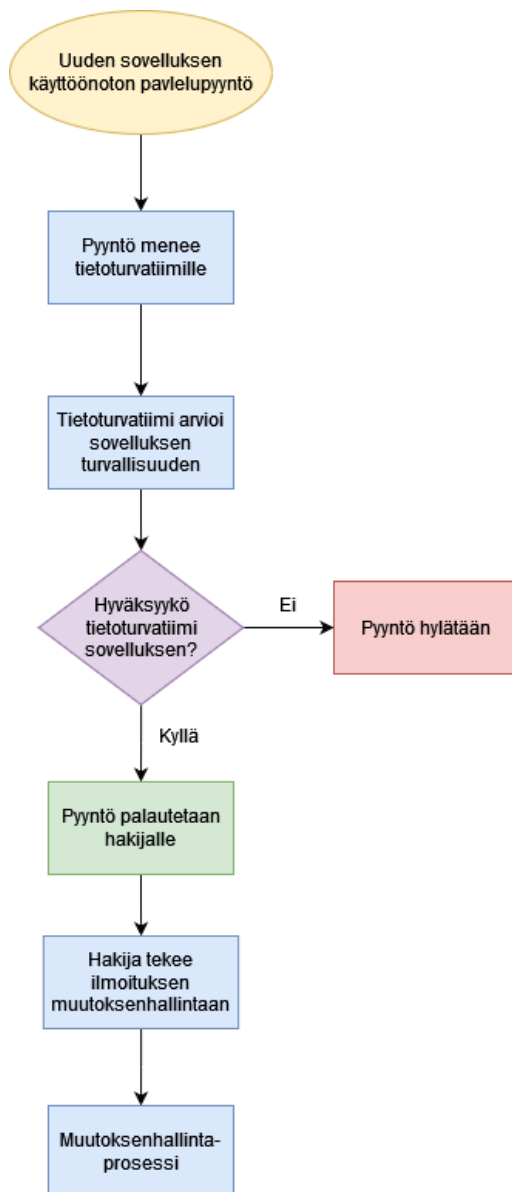 Uuden sovelluksen
käyttöönoton pavlelupyyntö
Pyyntö menee
tietoturvatiimille
Tietoturvatiimi arvioi
sovelluksen
turvallisuuden
Hyväksyykö
tietoturvatiimi
sovelluksen?
Ei
Pyyntö hylätään
Kyllä
Pyyntö palautetaan
hakijalle
Hakija tekee
ilmoituksen
muutoksenhallintaan
Muutoksenhallinta-
prosessi